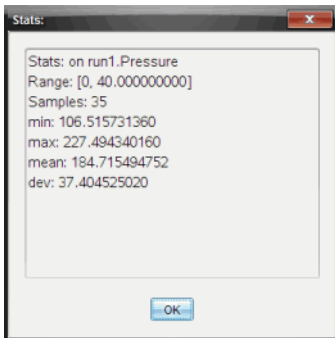 Stats:
Stats: on run1.Pressure
Range: [0, 40.000000000]
Samples: 35
min: 106.515731360
max: 227.494340160
mean: 184.715494752
dev: 37.404525020
OK